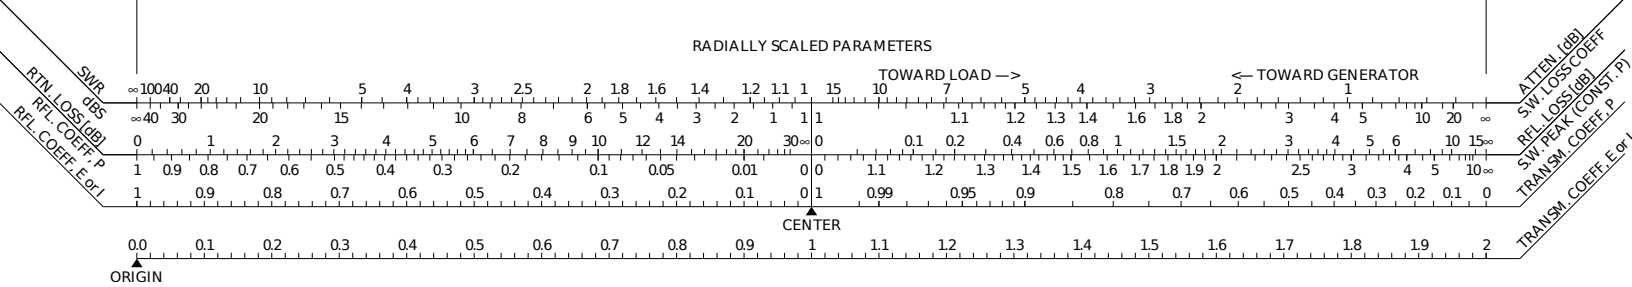 RADIALLY SCALED PARAMETERS
TOWARD LOAD —> <— TOWARD GENERATOR
∞ 100 40 20 10 5 4 3 2.5 2 1.8 1.6 1.4 1.2 1.1 1 15 10 7 5 4 3 2 1
∞ 40 30 20 15 10 8 6 5 4 3 2 1 1 1 1.1 1.2 1.3 1.4 1.6 1.8 2 3 4 5 10 20 ∞
0 1 2 3 4 5 6 7 8 9 10 12 14 20 30 ∞ 0 0.1 0.2 0.4 0.6 0.8 1 1.5 2 3 4 5 6 10 15 ∞
1 0.9 0.8 0.7 0.6 0.5 0.4 0.3 0.2 0.1 0.05 0.01 0 0 1.1 1.2 1.3 1.4 1.5 1.6 1.7 1.8 1.9 2 2.5 3 4 5 10 ∞
1 0.9 0.8 0.7 0.6 0.5 0.4 0.3 0.2 0.1 0 1 0.99 0.95 0.9 0.8 0.7 0.6 0.5 0.4 0.3 0.2 0.1 0
CENTER
0.0 0.1 0.2 0.3 0.4 0.5 0.6 0.7 0.8 0.9 1 1.1 1.2 1.3 1.4 1.5 1.6 1.7 1.8 1.9 2
ORIGIN
SWR
dBS
RTN. LOSS [dB]
RFL. COEFF, P
RFL. COEFF, E or I
ATTEN. [dB]
S.W. LOSS COEFF
RFL. LOSS [dB]
S.W. PEAK (CONST. P)
TRANSM. COEFF, P
TRANSM. COEFF, E or I